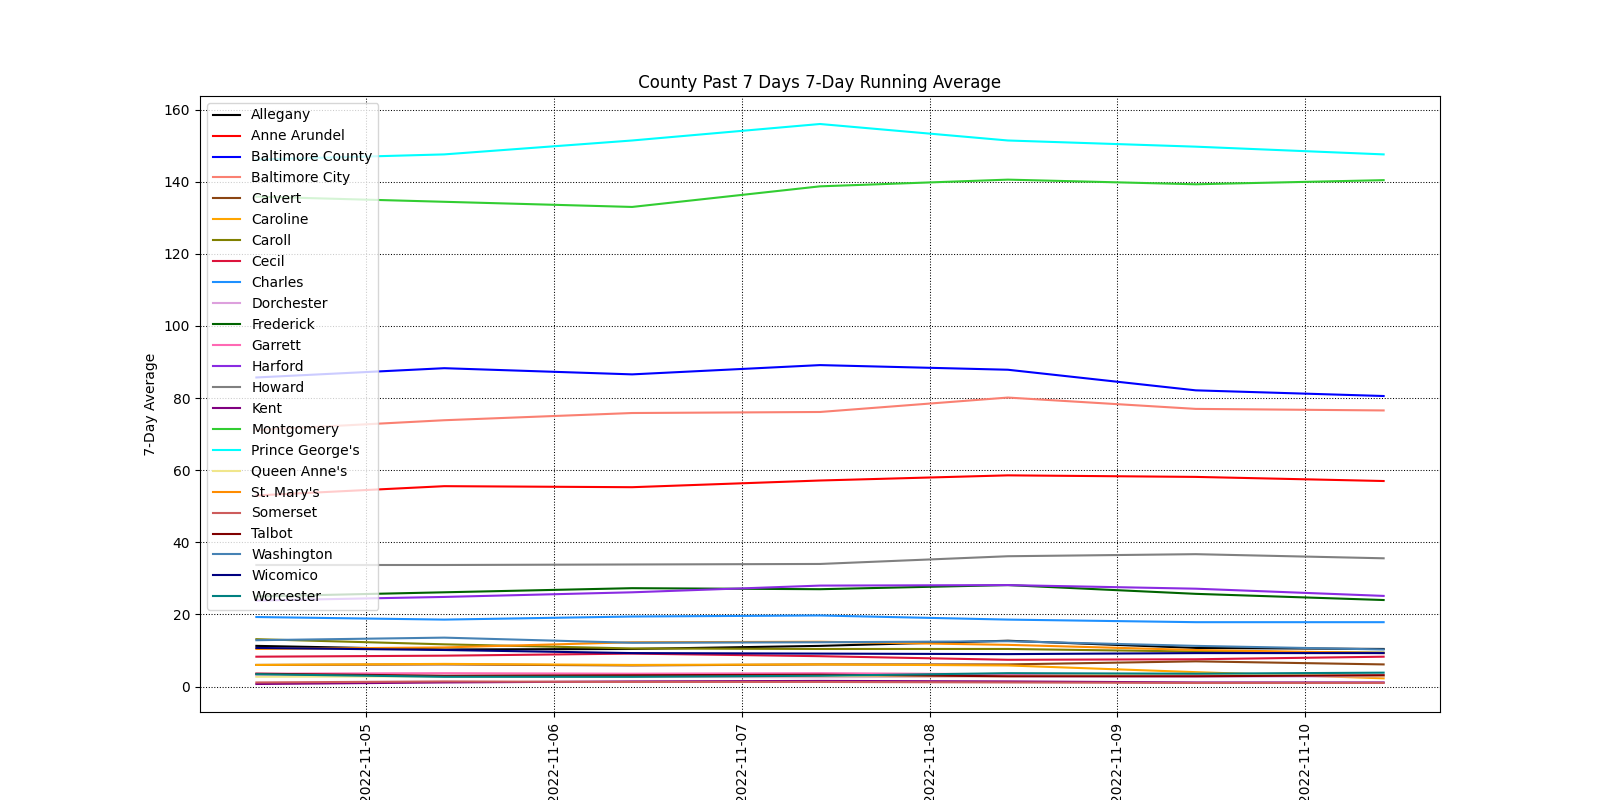 County Past 7 Days 7-Day Running Average
160
140
120
100
80
60
40
20
0
7-Day Average
Allegany
Anne Arundel
Baltimore County
Baltimore City
Calvert
Caroline
Caroll
Cecil
Charles
Dorchester
Frederick
Garrett
Harford
Howard
Kent
Montgomery
Prince George's
Queen Anne's
St. Mary's
Somerset
Talbot
Washington
Wicomico
Worcester
2022-11-05
2022-11-06
2022-11-07
2022-11-08
2022-11-09
2022-11-10